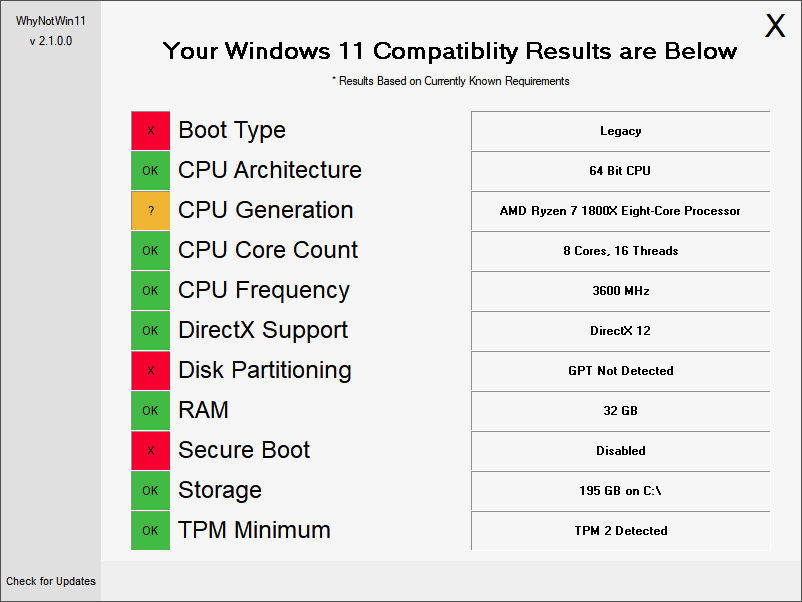 WhyNotWin11
v 2.1.0.0
X
Your Windows 11 Compatiblity Results are Below
* Results Based on Currently Known Requirements
X Boot Type Legacy
OK CPU Architecture 64 Bit CPU
? CPU Generation AMD Ryzen 7 1800X Eight-Core Processor
OK CPU Core Count 8 Cores, 16 Threads
OK CPU Frequency 3600 MHz
OK DirectX Support DirectX 12
X Disk Partitioning GPT Not Detected
OK RAM 32 GB
X Secure Boot Disabled
OK Storage 195 GB on C:\
OK TPM Minimum TPM 2 Detected
Check for Updates